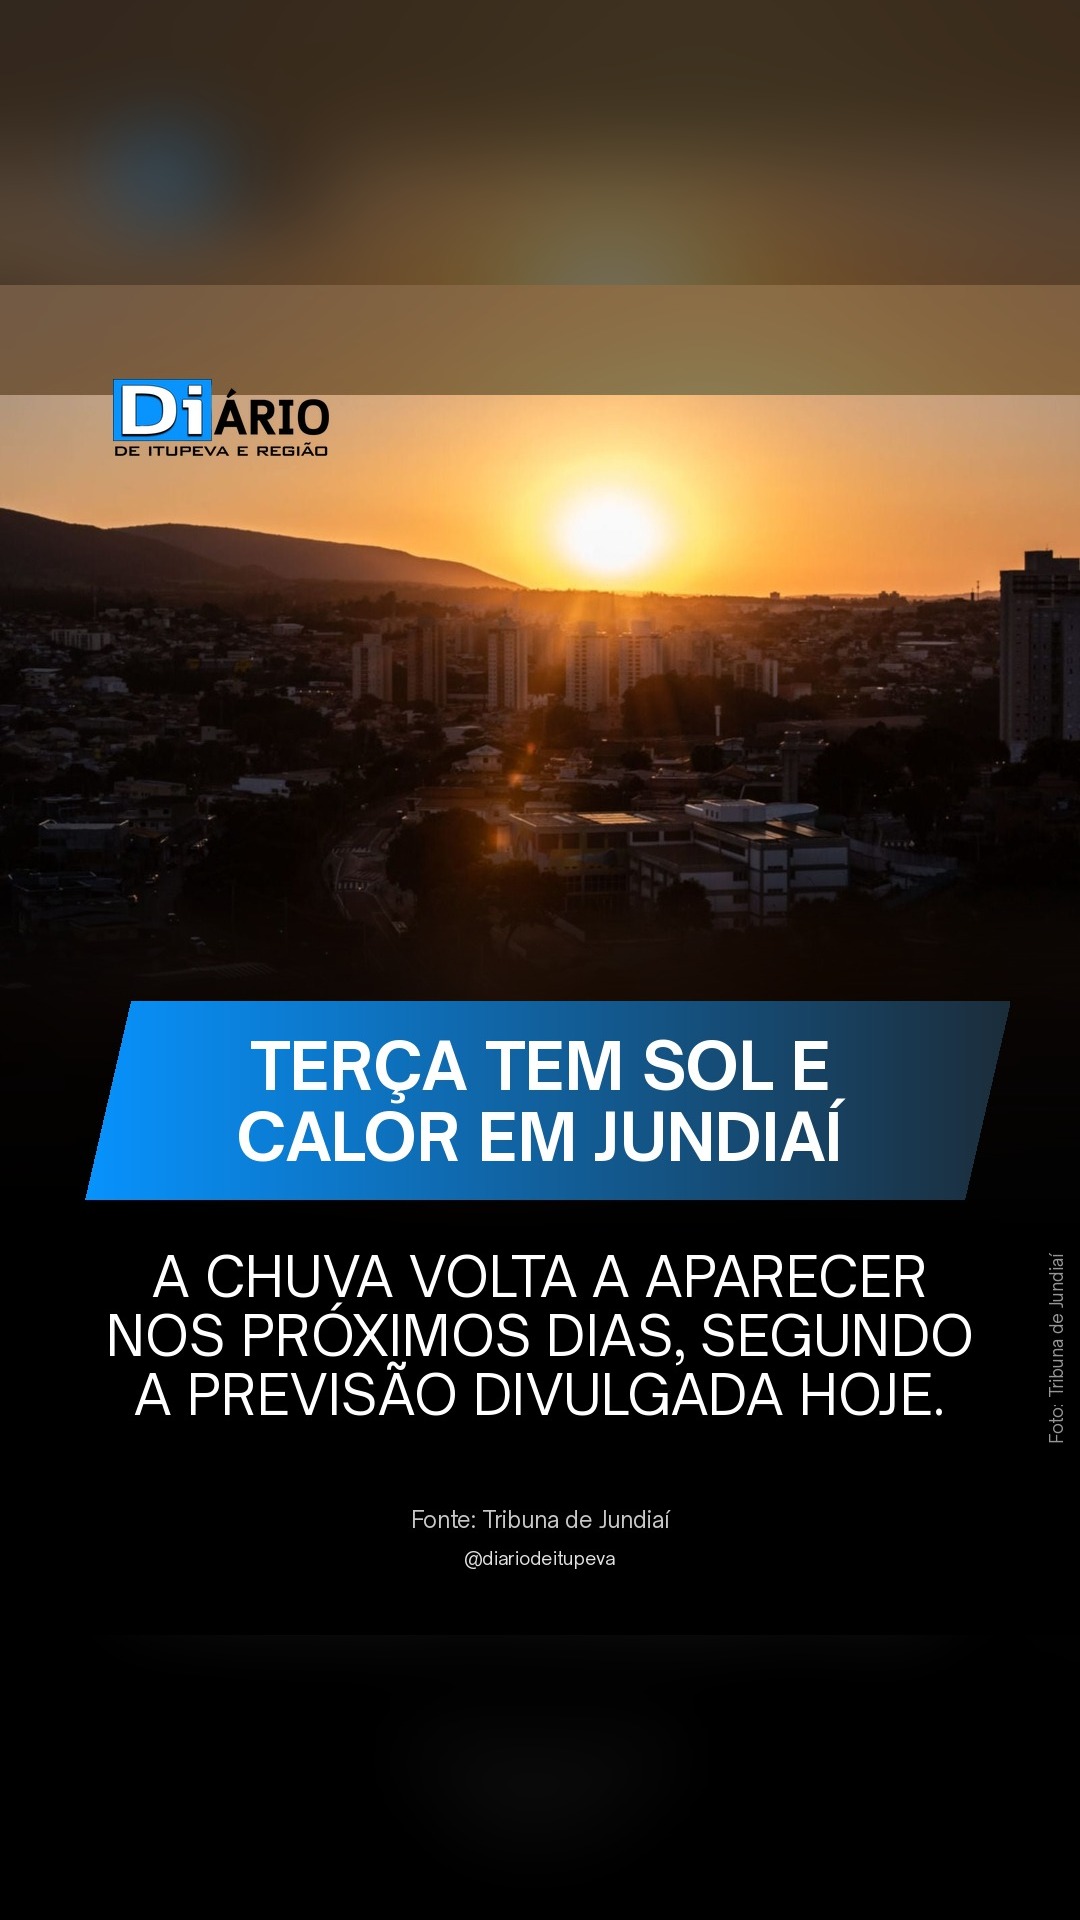 DiÁRIO
DE ITUPEVA E REGIÃO
TERÇA TEM SOL E
CALOR EM JUNDIAÍ
A CHUVA VOLTA A APARECER
NOS PRÓXIMOS DIAS, SEGUNDO
A PREVISÃO DIVULGADA HOJE.
Foto: Tribuna de Jundiaí
Fonte: Tribuna de Jundiaí
@diariodeitupeva